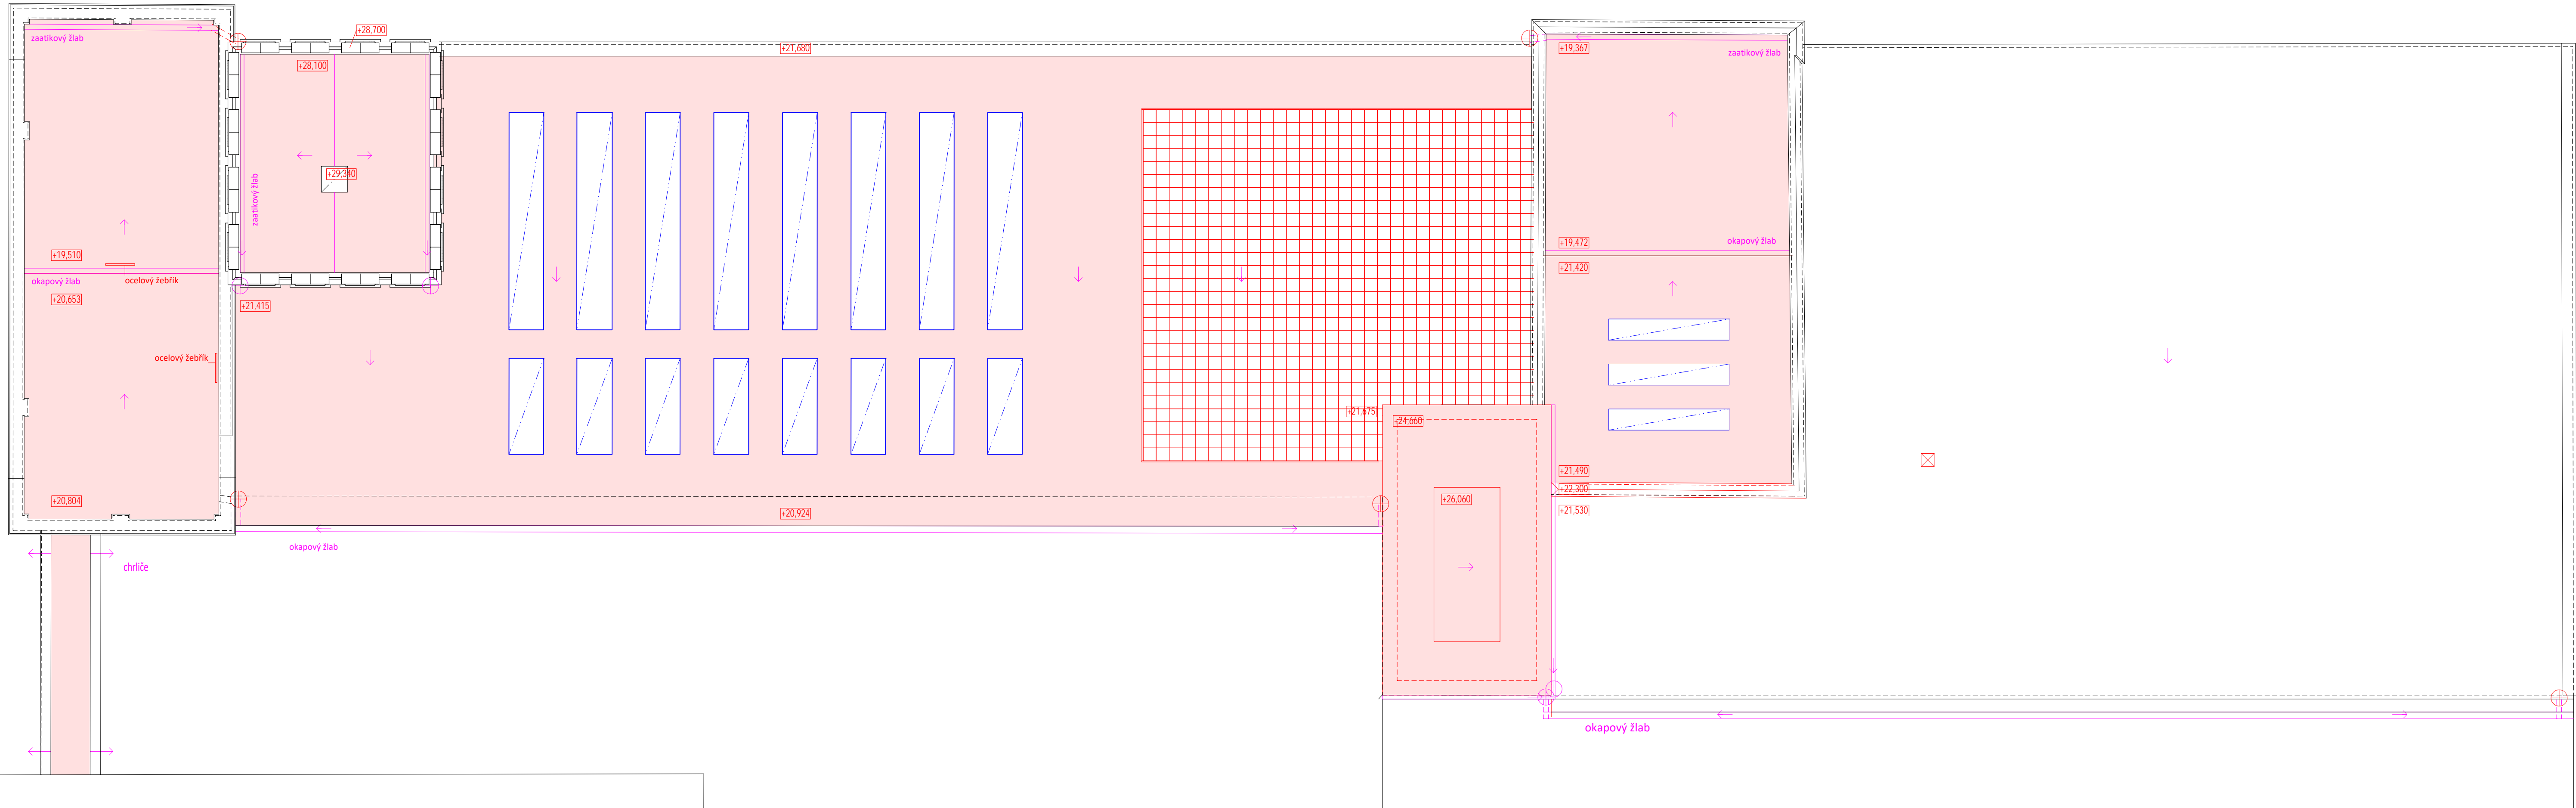 zaatikový žlab
+28,700
+21,680
+19,367
zaatikový žlab
+28,100
+29,340
zaatikový žlab
+19,510
okapový žlab
ocelový žebřík
+20,653
+21,415
+19,472
okapový žlab
+21,420
ocelový žebřík
+21,675
+24,660
+21,490
+22,300
+21,530
+20,804
+26,060
+20,924
okapový žlab
chrliče
okapový žlab